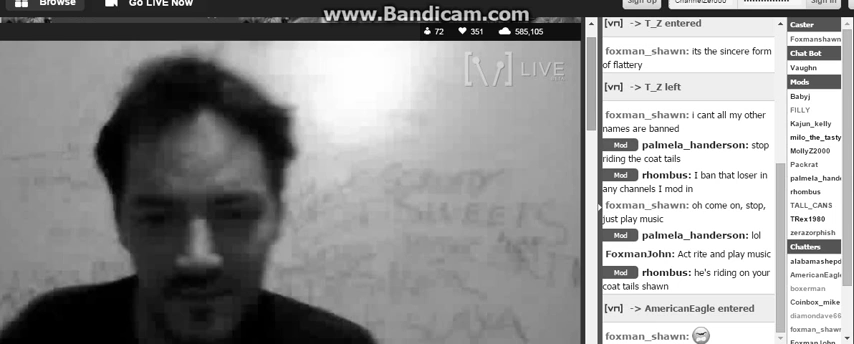 www.Bandicam.com
Browse
Go LIVE Now
Sign Up
Sign In
72
351
585,105
LIVE
-> T_Z entered
foxman_shawn: its the sincere form
of flattery
-> T_Z left
foxman_shawn: i cant all my other
names are banned
Mod palmela_handerson: stop
riding the coat tails
Mod rhombus: I ban that loser in
any channels I mod in
foxman_shawn: oh come on, stop,
just play music
Mod palmela_handerson: lol
FoxmanJohn: Act rite and play music
Mod rhombus: he's riding on your
coat tails shawn
-> AmericanEagle entered
foxman_shawn:
Caster
Foxmanshawn
Chat Bot
Vaughn
Mods
Babyj
FILLY
Kajun_kelly
milo_the_tasty
MollyZ2000
Packrat
palmela_hande
rhombus
TALL_CANS
TRex1980
zerazorphish
Chatters
alabamashepd
AmericanEagle
boxerman
Coinbox_mike
diamondave66
foxman_shawn
FoxmanJohn
SWEETS